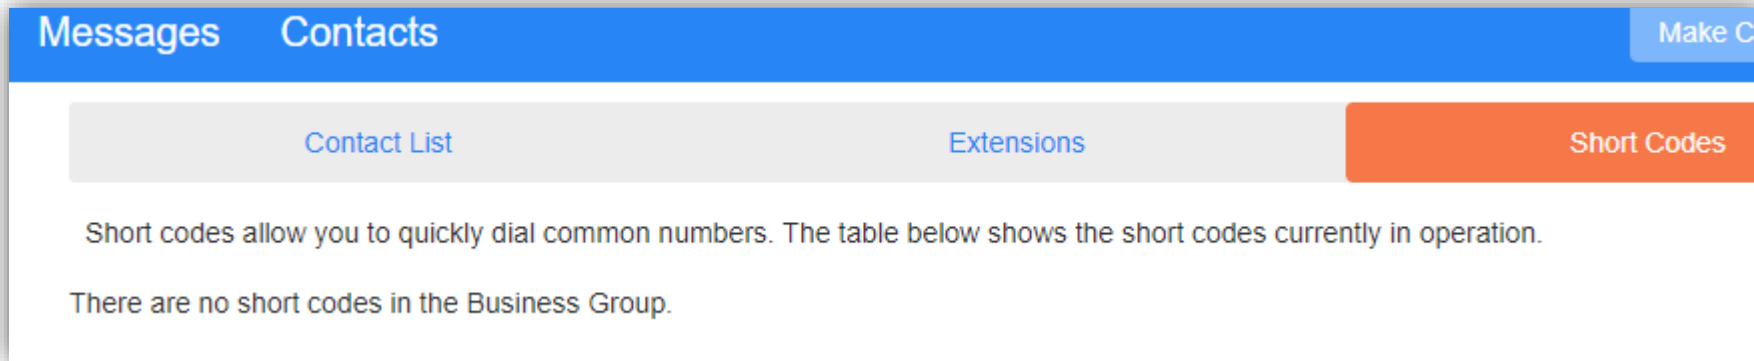 Messages Contacts Make C
Contact List Extensions Short Codes
Short codes allow you to quickly dial common numbers. The table below shows the short codes currently in operation.
There are no short codes in the Business Group.